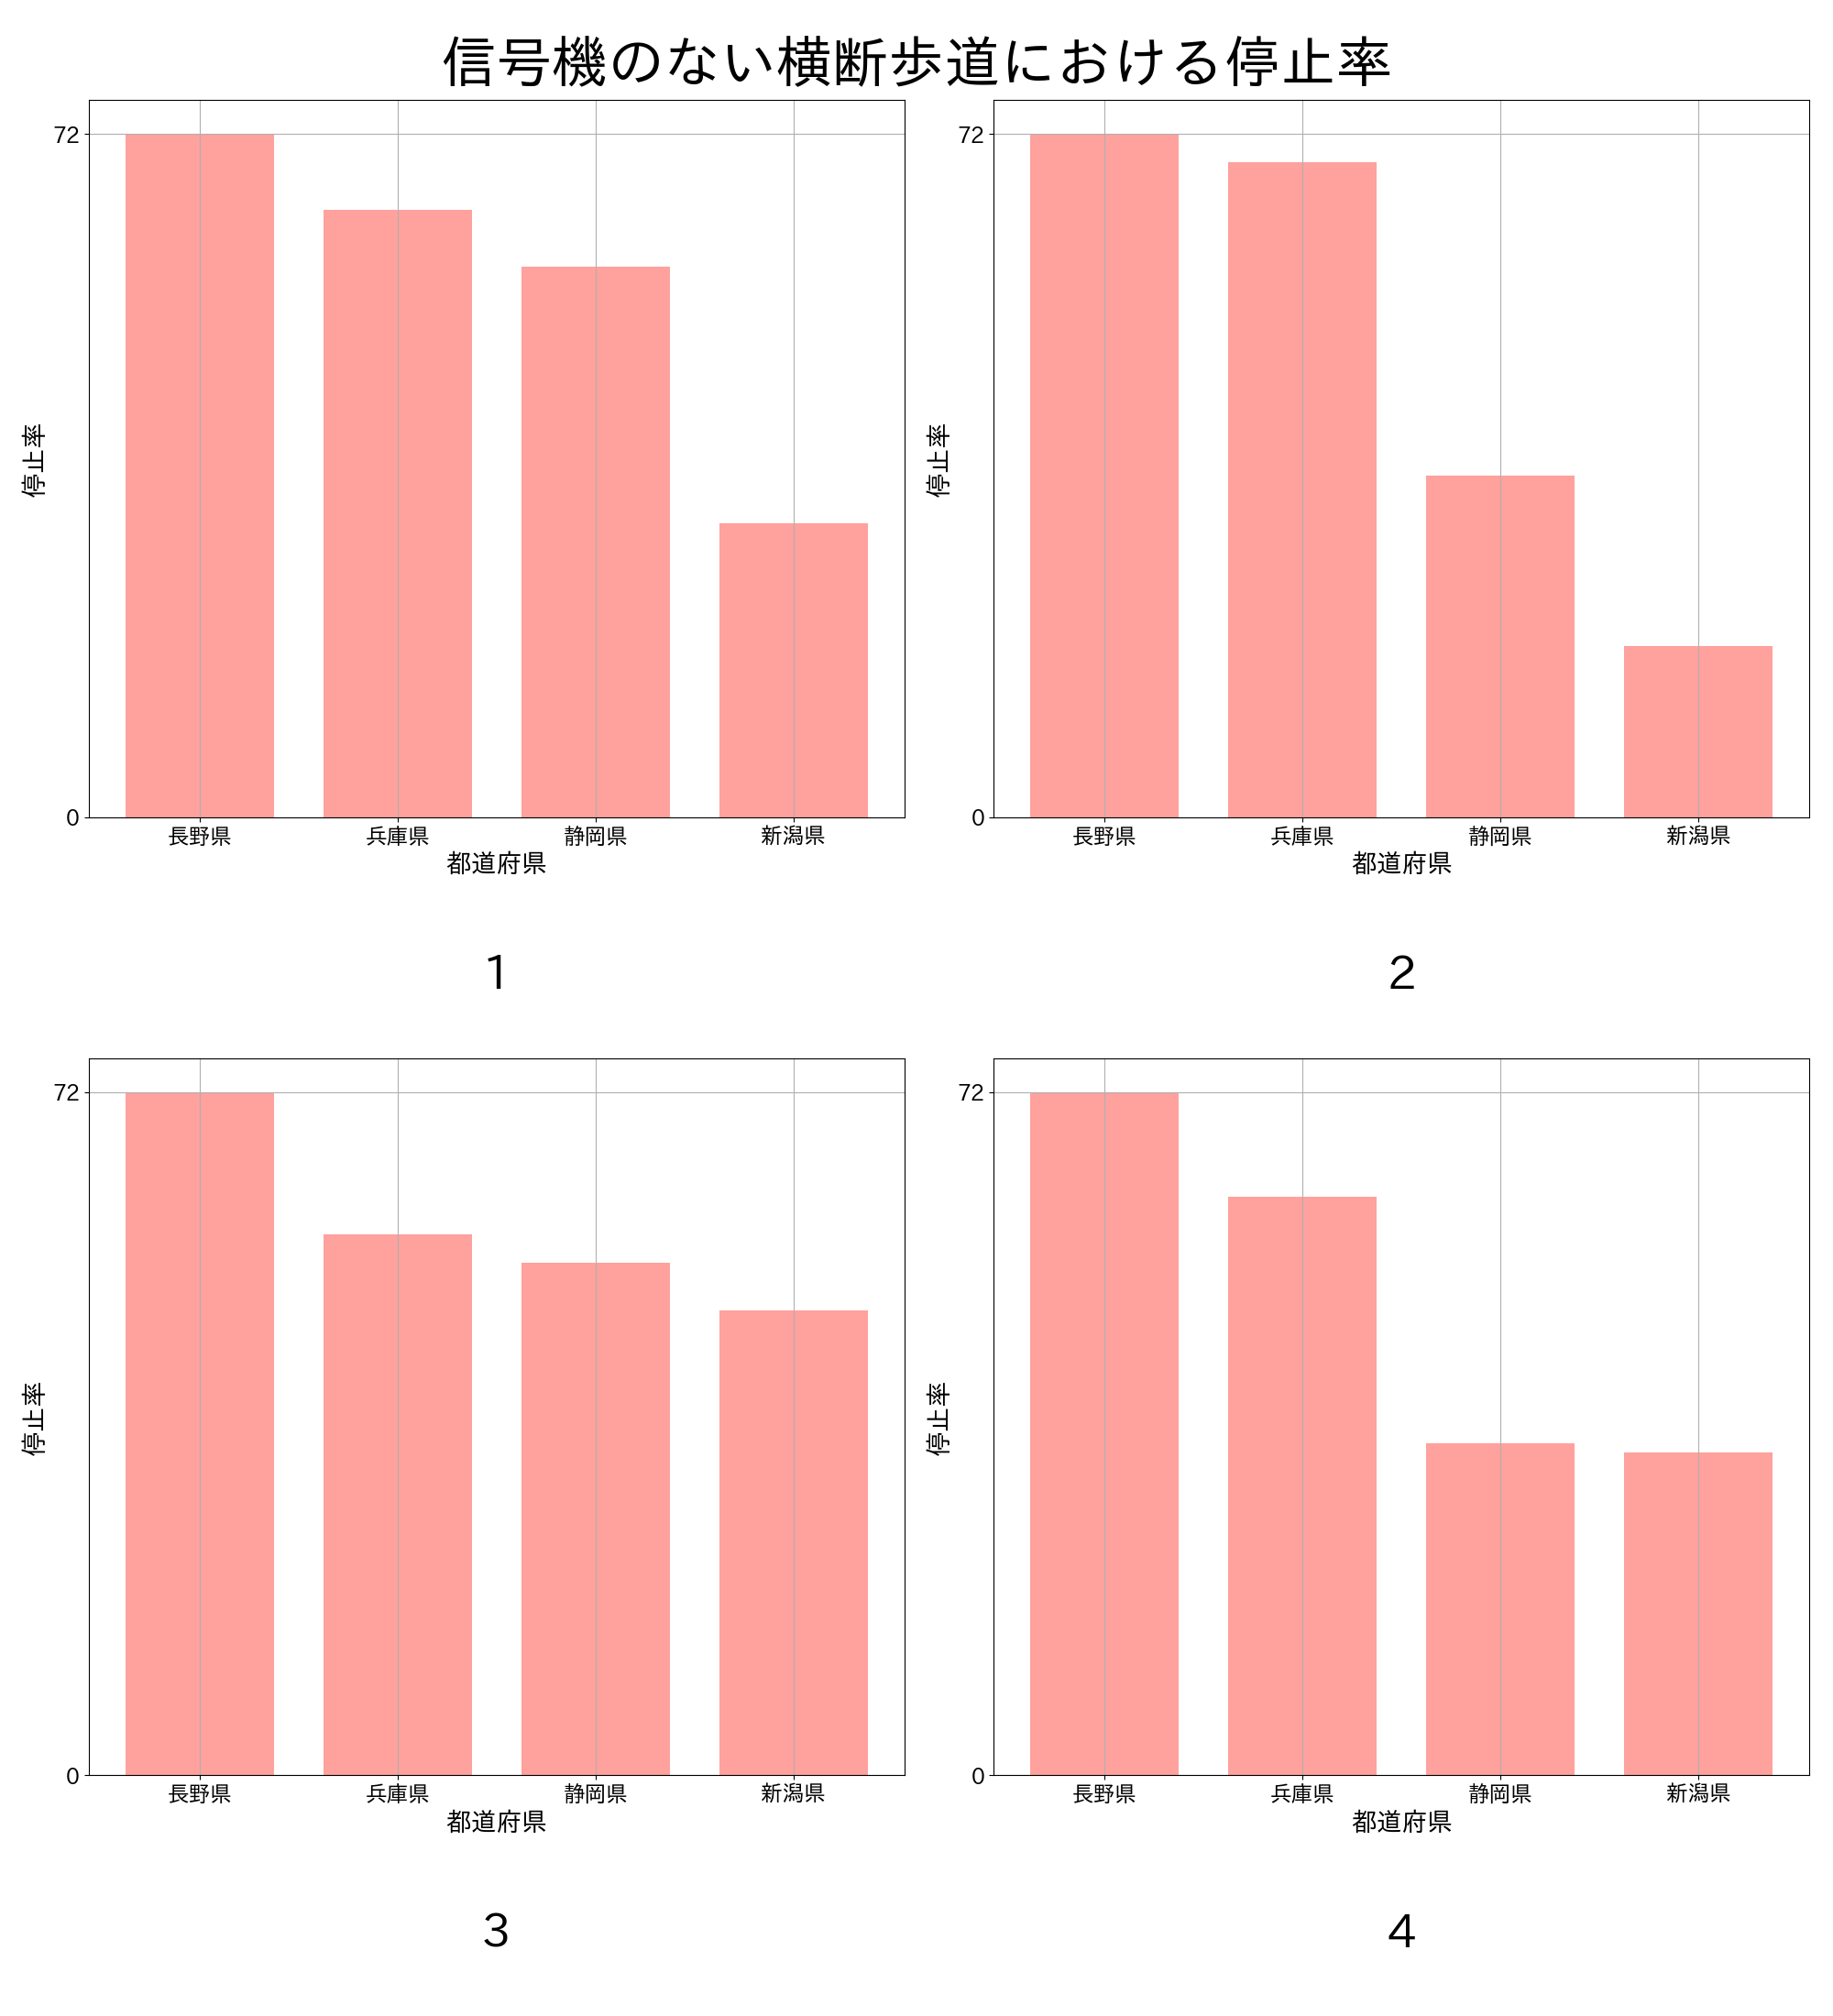 信号機のない横断歩道における停止率
72
0
停止率
長野県 兵庫県 静岡県 新潟県
都道府県
1
72
0
停止率
長野県 兵庫県 静岡県 新潟県
都道府県
2
72
0
停止率
長野県 兵庫県 静岡県 新潟県
都道府県
3
72
0
停止率
長野県 兵庫県 静岡県 新潟県
都道府県
4